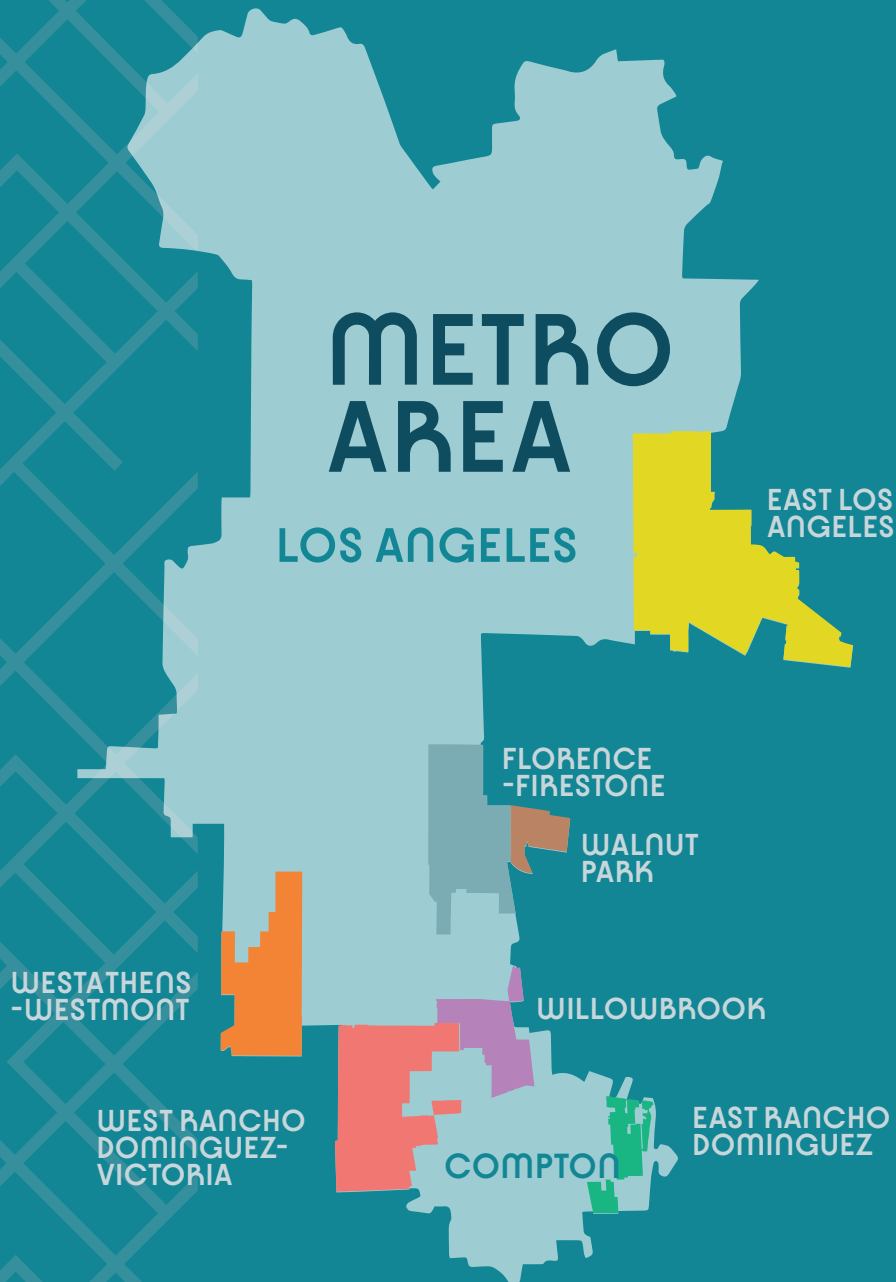 METRO
AREA
LOS ANGELES
EAST LOS
ANGELES
FLORENCE
-FIRESTONE
WALNUT
PARK
WESTATHENS
-WESTMONT
WILLOWBROOK
WEST RANCHO
DOMINGUEZ-
VICTORIA
COMPTON
EAST RANCHO
DOMINGUEZ